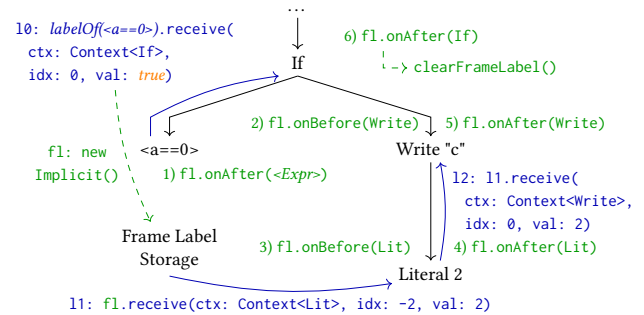 ...
l0: labelOf(<a==0>).receive(
ctx: Context<If>,
idx: 0, val: true)
6) fl.onAfter(If)
clearFrameLabel()
If
2) fl.onBefore(Write)
5) fl.onAfter(Write)
fl: new
Implicit()
<a==0>
1) fl.onAfter(<Expr>)
Write "c"
l2: l1.receive(
ctx: Context<Write>,
idx: 0, val: 2)
Frame Label
Storage
3) fl.onBefore(Lit)
4) fl.onAfter(Lit)
Literal 2
l1: fl.receive(ctx: Context<Lit>, idx: -2, val: 2)